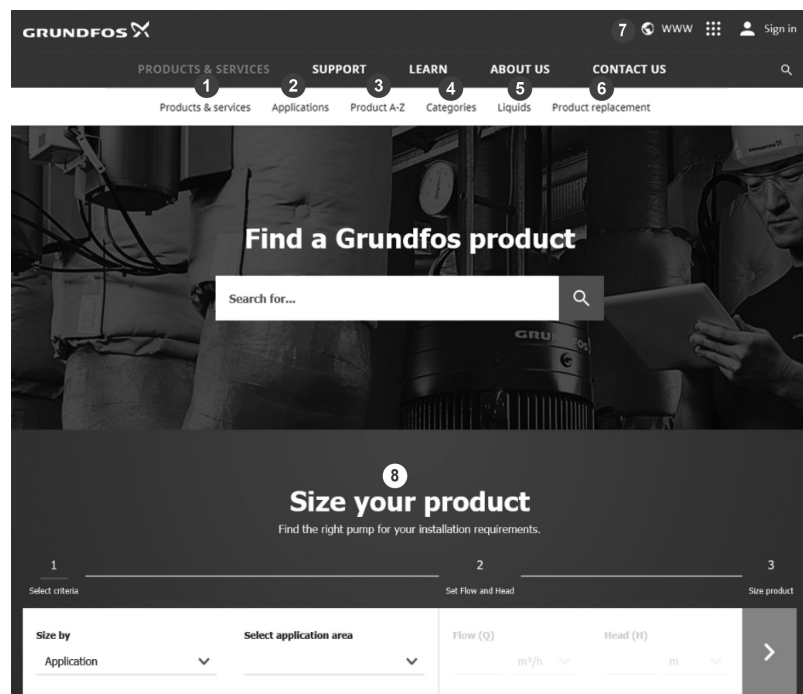 GRUNDFOS
7 WWW Sign in
PRODUCTS & SERVICES SUPPORT LEARN ABOUT US CONTACT US
1 2 3 4 5 6
Products & services Applications Product A-Z Categories Liquids Product replacement
Find a Grundfos product
Search for...
8
Size your product
Find the right pump for your installation requirements.
1 2 3
Select criteria Set Flow and Head Size product
Size by Select application area Flow (Q) Head (H)
Application m³/h m